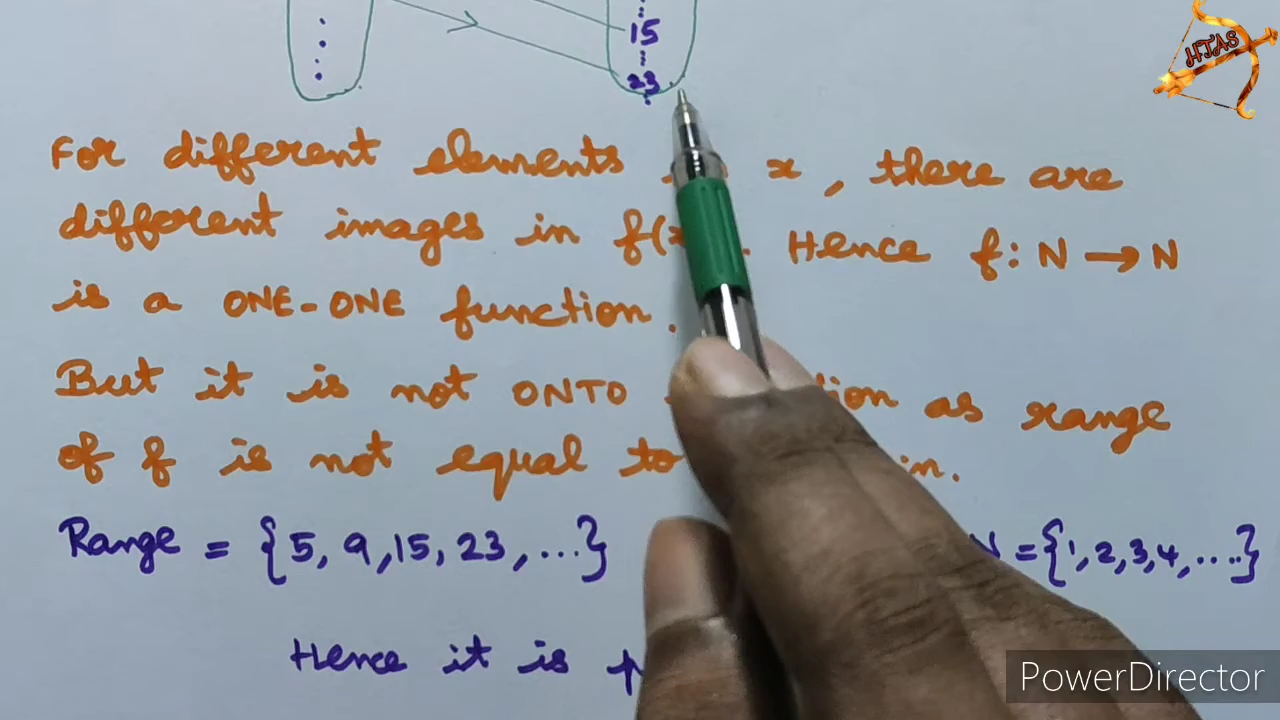 15
23
HTAS
For different elements x, there are
different images in f(x . Hence f: N → N
is a ONE-ONE function.
But it is not ONTO as range
of f is not equal to
Range = {5, 9, 15, 23, ...} N = {1, 2, 3, 4, ....}
Hence it is
PowerDirector